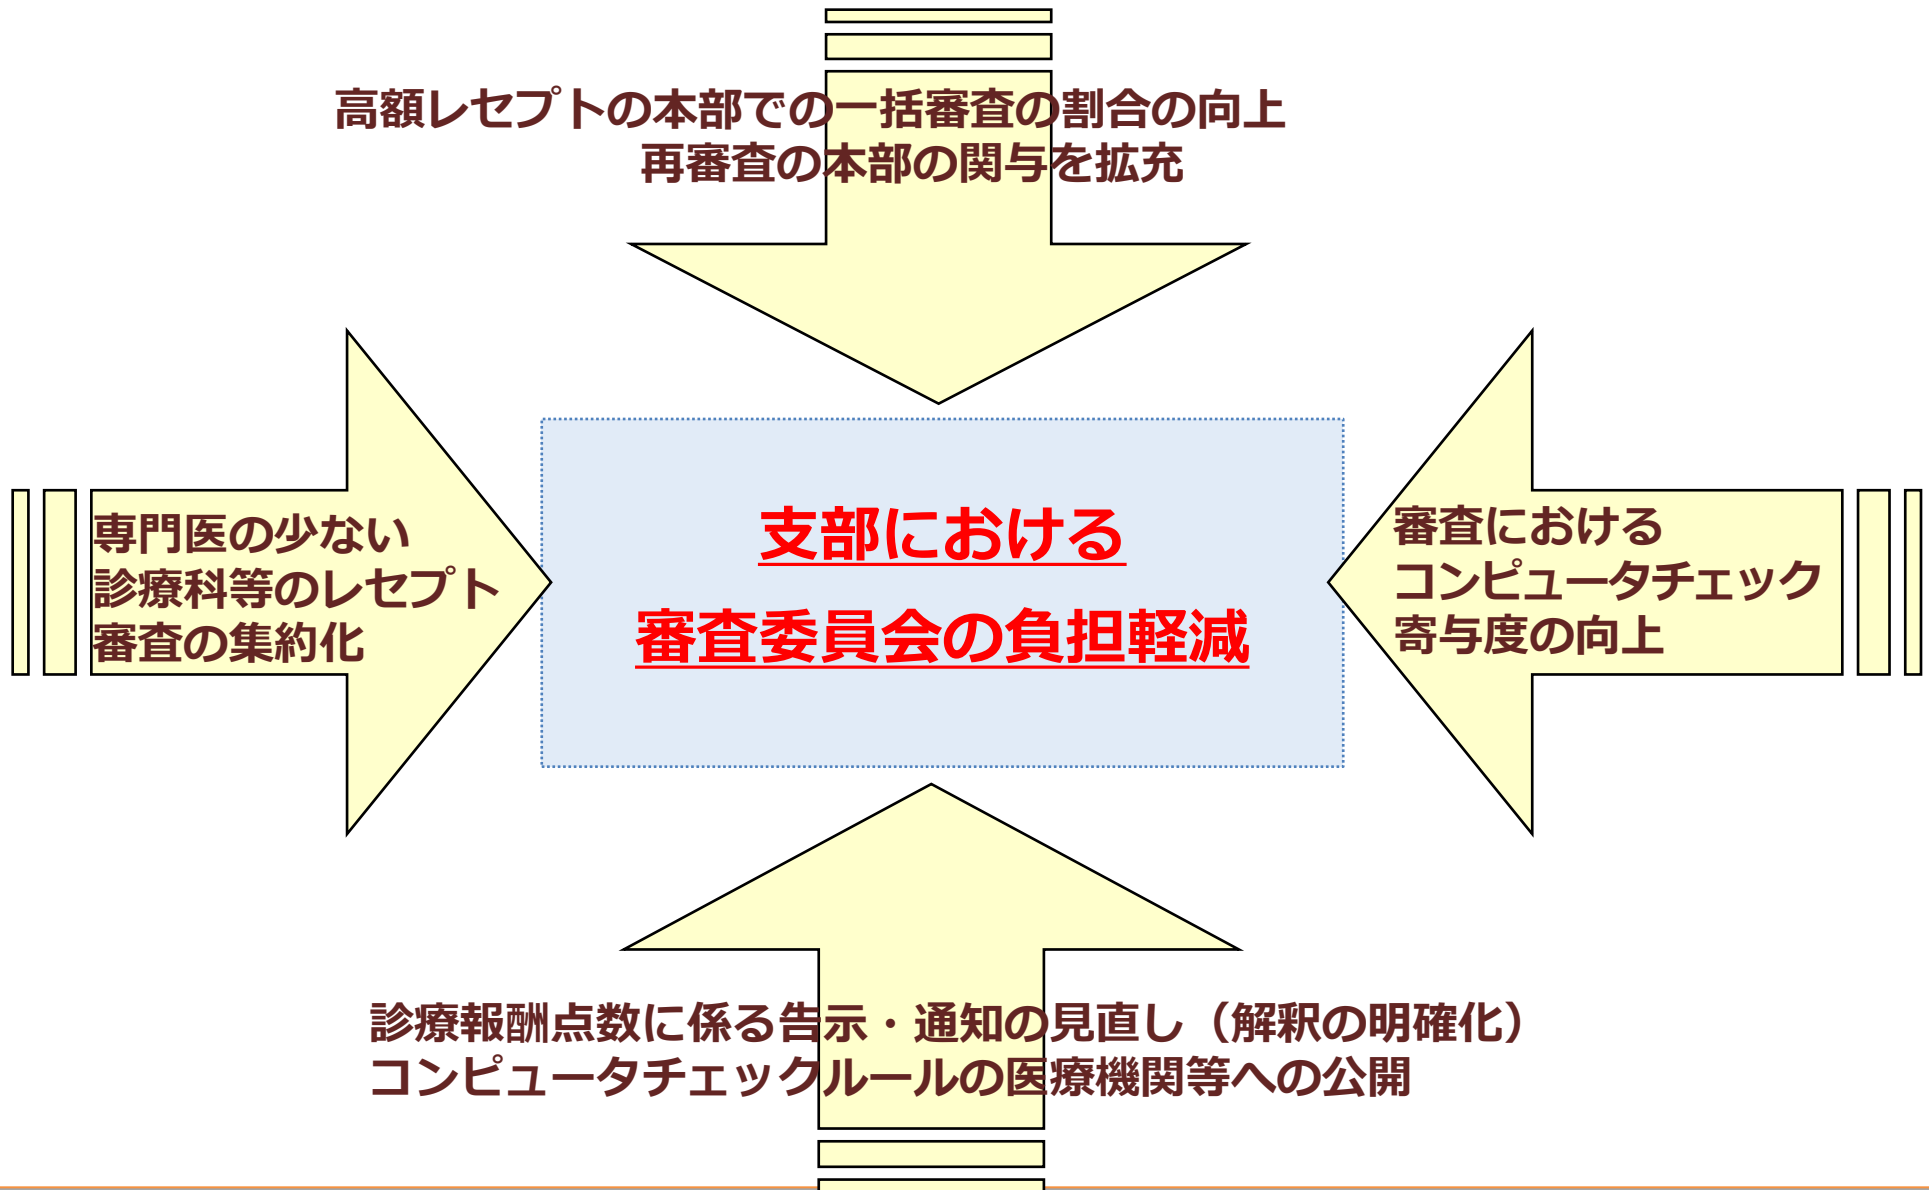 高額レセプトの本部での一括審査の割合の向上
再審査の本部の関与を拡充
専門医の少ない
診療科等のレセプト
審査の集約化
支部における
審査委員会の負担軽減
審査における
コンピュータチェック
寄与度の向上
診療報酬点数に係る告示・通知の見直し（解釈の明確化）
コンピュータチェックルールの医療機関等への公開